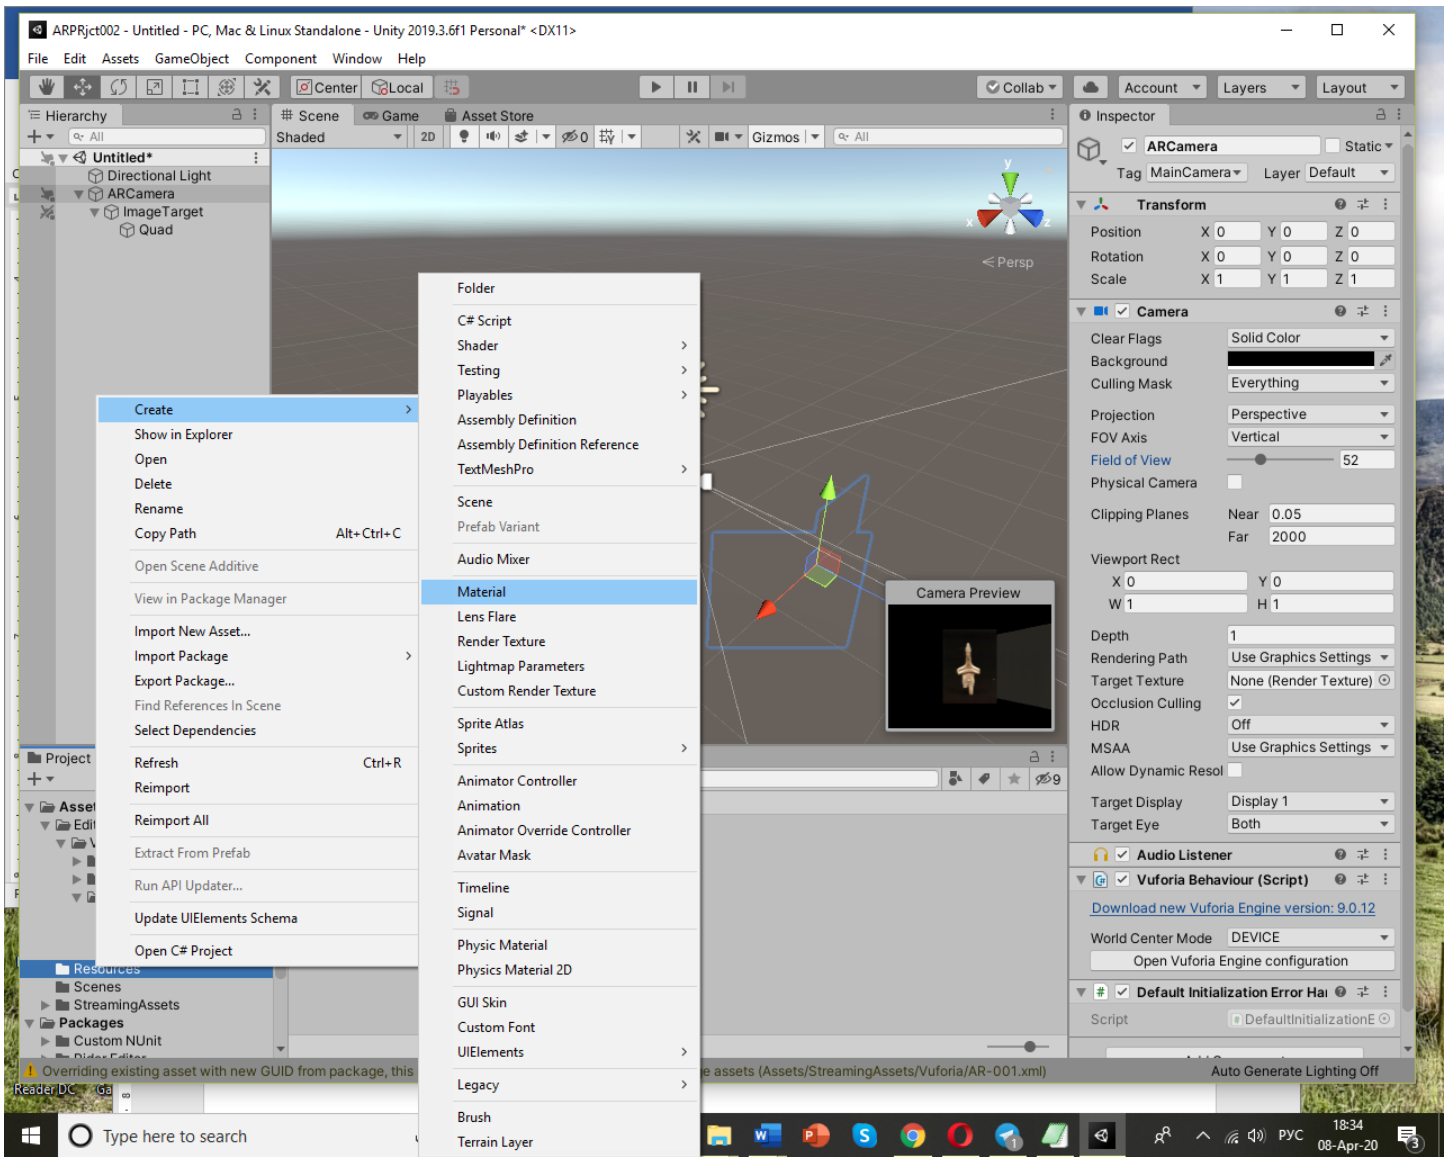 ARPRjct002 - Untitled - PC, Mac & Linux Standalone - Unity 2019.3.6f1 Personal* <DX11>
File Edit Assets GameObject Component Window Help
Center Local Collab Account Layers Layout
Hierarchy
All
Untitled*
Directional Light
ARCamera
ImageTarget
Quad
Scene Game Asset Store
Shaded 2D 0 Gizmos All
y
x z
Persp
Create
Show in Explorer
Open
Delete
Rename
Copy Path Alt+Ctrl+C
Open Scene Additive
View in Package Manager
Import New Asset...
Import Package
Export Package...
Find References In Scene
Select Dependencies
Refresh Ctrl+R
Reimport
Reimport All
Extract From Prefab
Run API Updater...
Update UIElements Schema
Open C# Project
Folder
C# Script
Shader
Testing
Playables
Assembly Definition
Assembly Definition Reference
TextMeshPro
Scene
Prefab Variant
Audio Mixer
Material
Lens Flare
Render Texture
Lightmap Parameters
Custom Render Texture
Sprite Atlas
Sprites
Animator Controller
Animation
Animator Override Controller
Avatar Mask
Timeline
Signal
Physic Material
Physics Material 2D
GUI Skin
Custom Font
UIElements
Legacy
Brush
Terrain Layer
Camera Preview
Inspector
ARCamera Static
Tag MainCamera Layer Default
Transform
Position X 0 Y 0 Z 0
Rotation X 0 Y 0 Z 0
Scale X 1 Y 1 Z 1
Camera
Clear Flags Solid Color
Background
Culling Mask Everything
Projection Perspective
FOV Axis Vertical
Field of View 52
Physical Camera
Clipping Planes Near 0.05
Far 2000
Viewport Rect
X 0 Y 0
W 1 H 1
Depth 1
Rendering Path Use Graphics Settings
Target Texture None (Render Texture)
Occlusion Culling
HDR Off
MSAA Use Graphics Settings
Allow Dynamic Resol
Target Display Display 1
Target Eye Both
Audio Listener
Vuforia Behaviour (Script)
Download new Vuforia Engine version: 9.0.12
World Center Mode DEVICE
Open Vuforia Engine configuration
Default Initialization Error Ha
Script DefaultInitializationE
Project
9
Asset
Edit
V
Resources
Scenes
StreamingAssets
Packages
Custom NUnit
Overriding existing asset with new GUID from package, this
e assets (Assets/StreamingAssets/Vuforia/AR-001.xml)
Auto Generate Lighting Off
Reader DC Ga
Type here to search
РУС
18:34
08-Apr-20
3